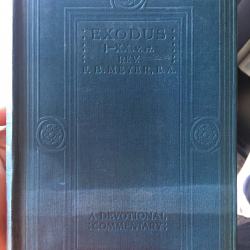 EXODUS
REV
F. B. MEYER, B. A.
A DEVOTIONAL
COMMENTARY